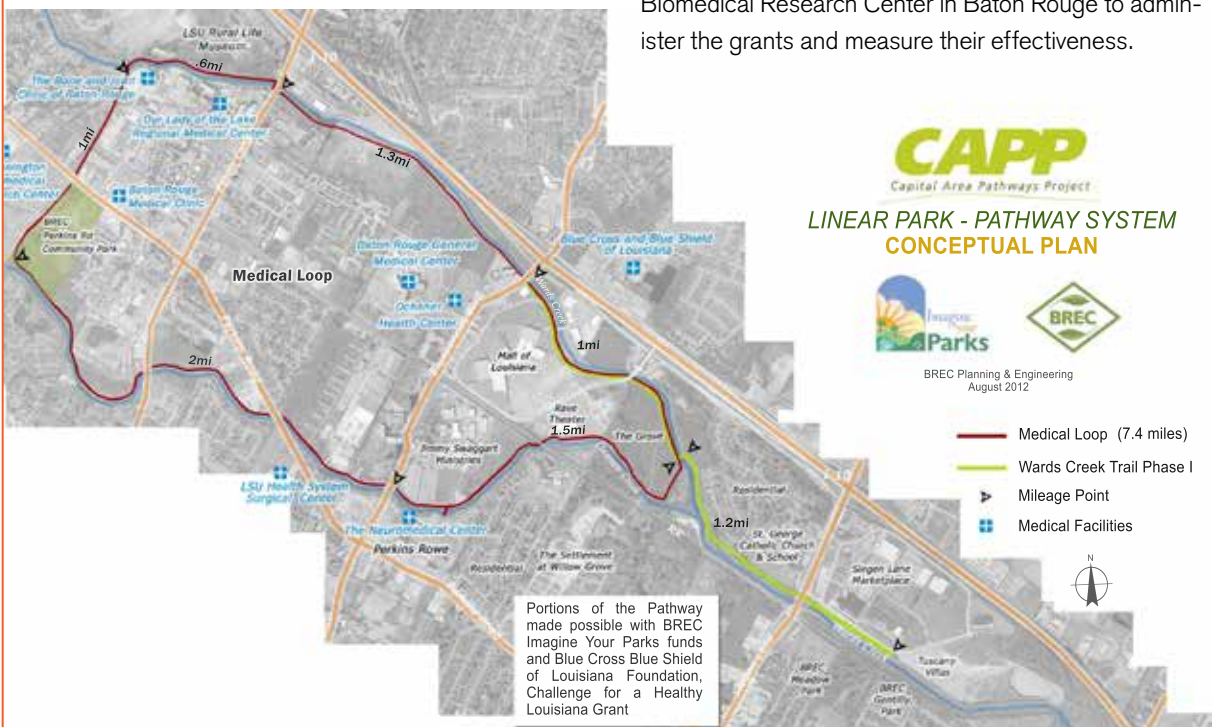 Biomedical Research Center in Baton Rouge to admin-
ister the grants and measure their effectiveness.
CAPP
Capital Area Pathways Project
LINEAR PARK - PATHWAY SYSTEM
CONCEPTUAL PLAN
Imagine
Your
Parks
BREC
BREC Planning & Engineering
August 2012
Medical Loop (7.4 miles)
Wards Creek Trail Phase I
Mileage Point
Medical Facilities
N
LSU Rural Life
Museum
I-10
.6mi
The Bone and Joint
Clinic of Baton Rouge
Our Lady of the Lake
Regional Medical Center
1mi
1.3mi
Baton Rouge
Medical Clinic
BREC
Perkins Rd
Community Park
Medical Loop
Baton Rouge General
Medical Center
Ochsner
Health Center
Blue Cross and Blue Shield
of Louisiana
Wards Creek
1mi
Mall of
Louisiana
2mi
Rave
Theater
1.5mi
The Grove
Jimmy Swaggart
Ministries
LSU Health System
Surgical Center
The Neuromedical Center
Perkins Rowe
Residential
The Settlement
at Willow Grove
Residential
1.2mi
St. George
Catholic Church
& School
I-10
Siegen Lane
Marketplace
Tuscany
Villas
BREC
Meadow
Park
BREC
Gentilly
Park
Portions of the Pathway
made possible with BREC
Imagine Your Parks funds
and Blue Cross Blue Shield
of Louisiana Foundation,
Challenge for a Healthy
Louisiana Grant